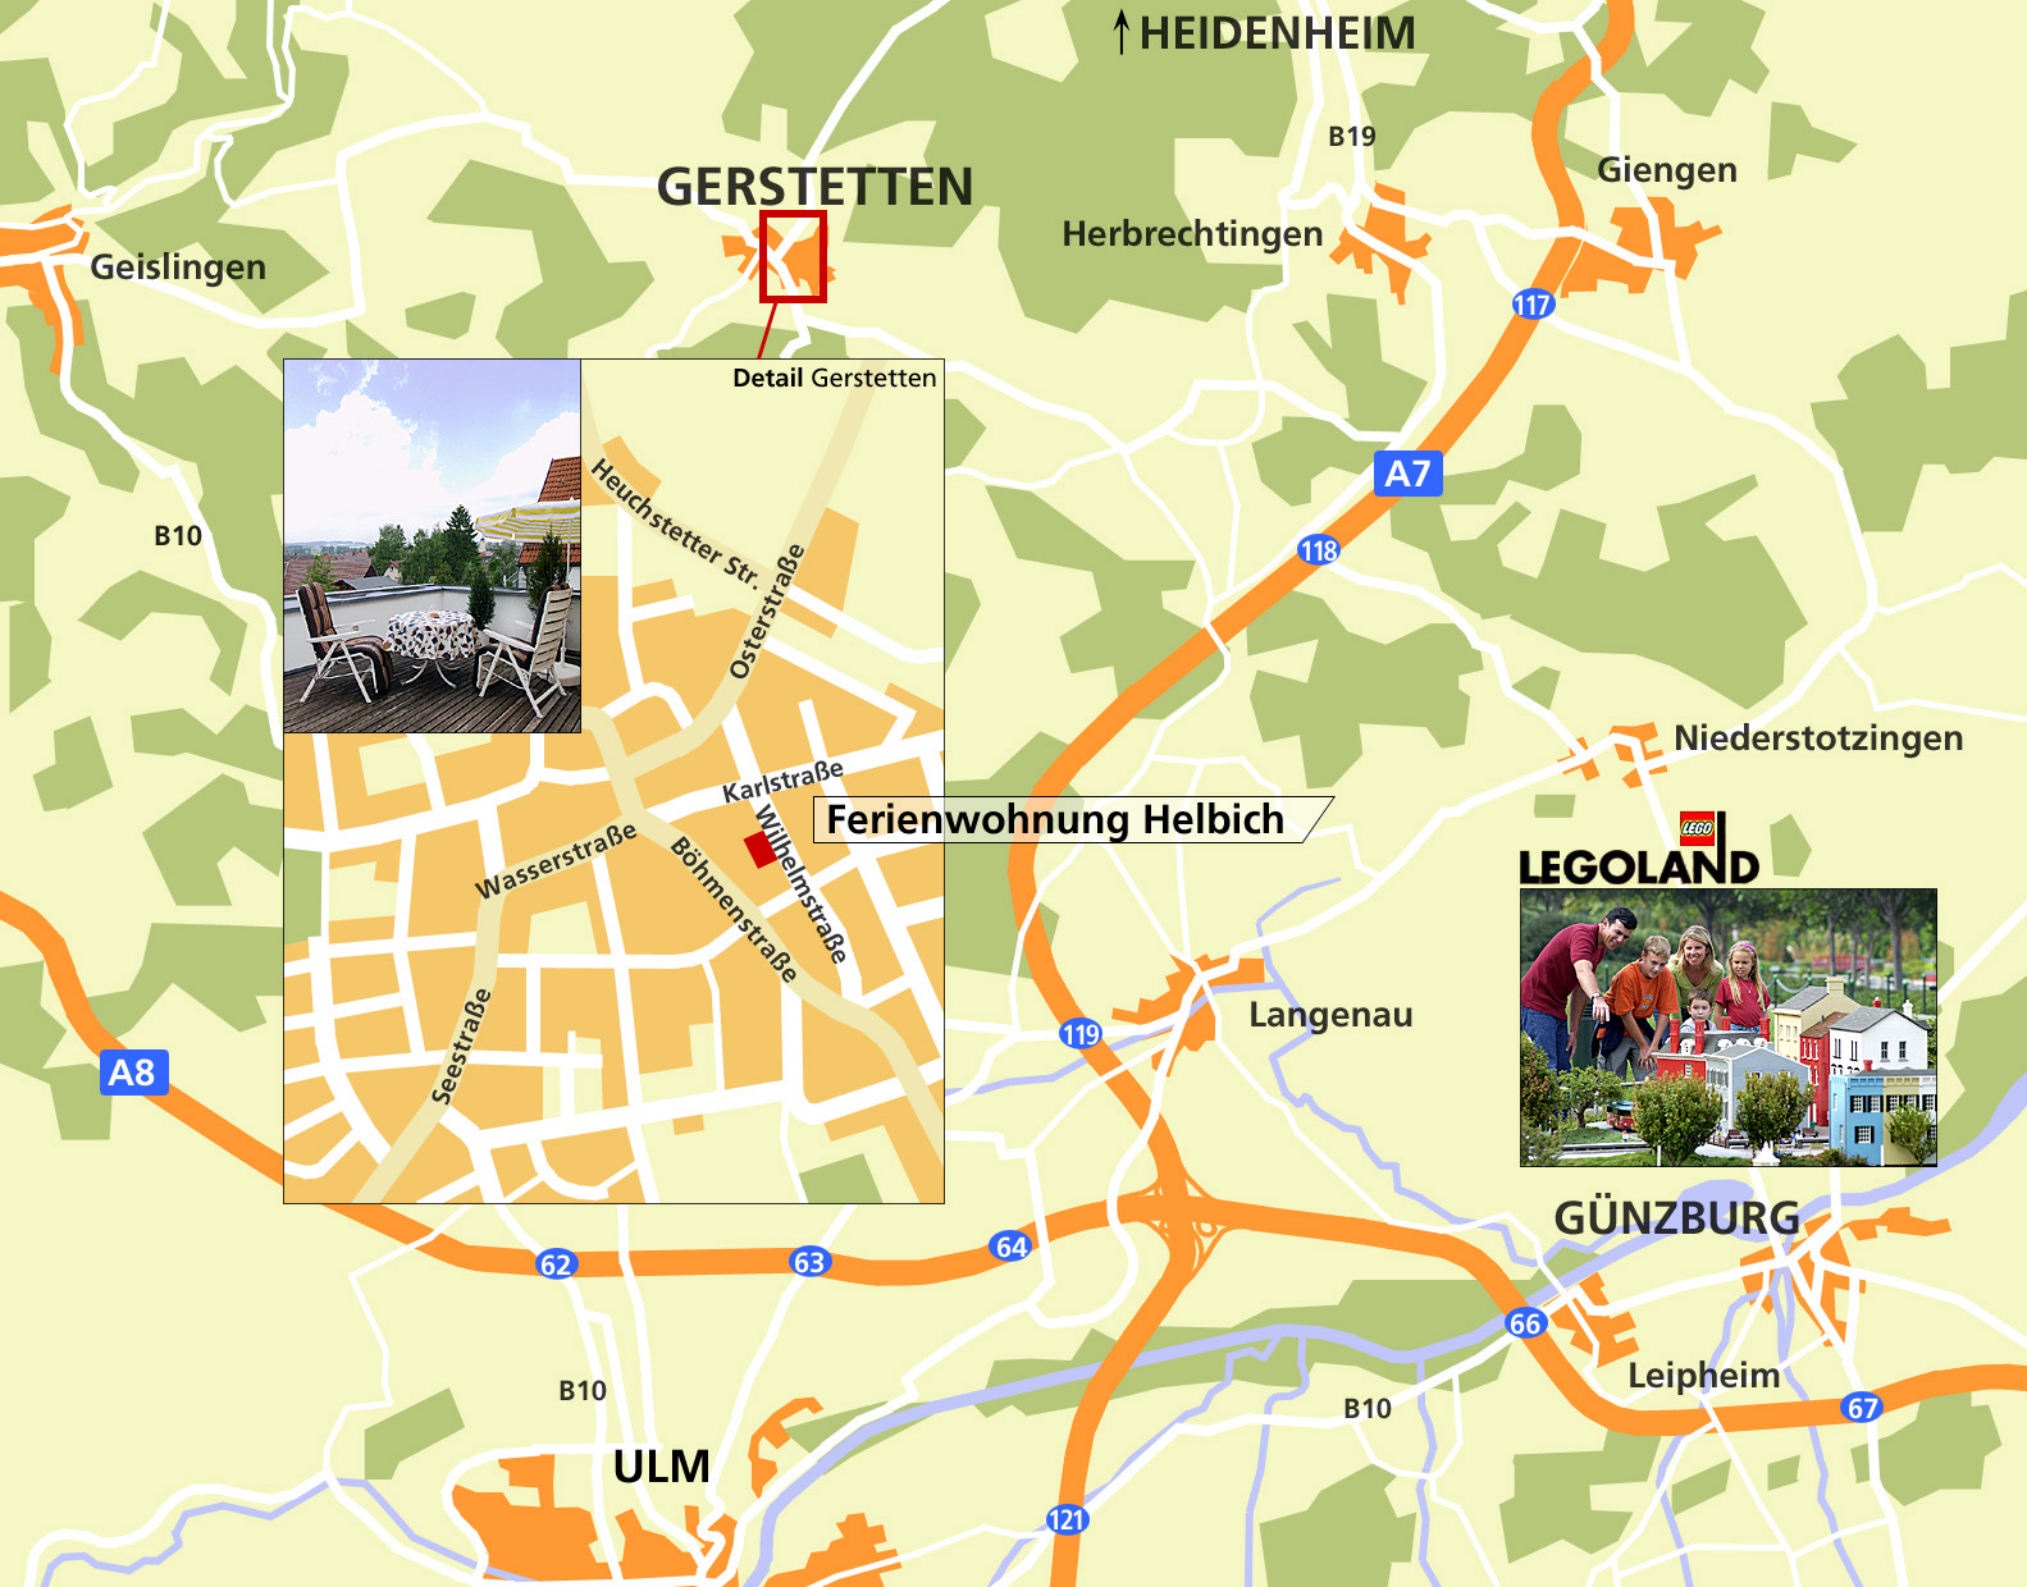 ↑ HEIDENHEIM
B19
Giengen
GERSTETTEN
Herbrechtingen
Geislingen
117
Detail Gerstetten
A7
Heuchstetter Str.
B10
118
Osterstraße
Niederstotzingen
Karlstraße
Ferienwohnung Helbich
LEGO
LEGOLAND
Wasserstraße
Böhmenstraße
Wilhelmstraße
Langenau
119
Seestraße
A8
GÜNZBURG
64
63
62
66
Leipheim
B10
B10
67
ULM
121